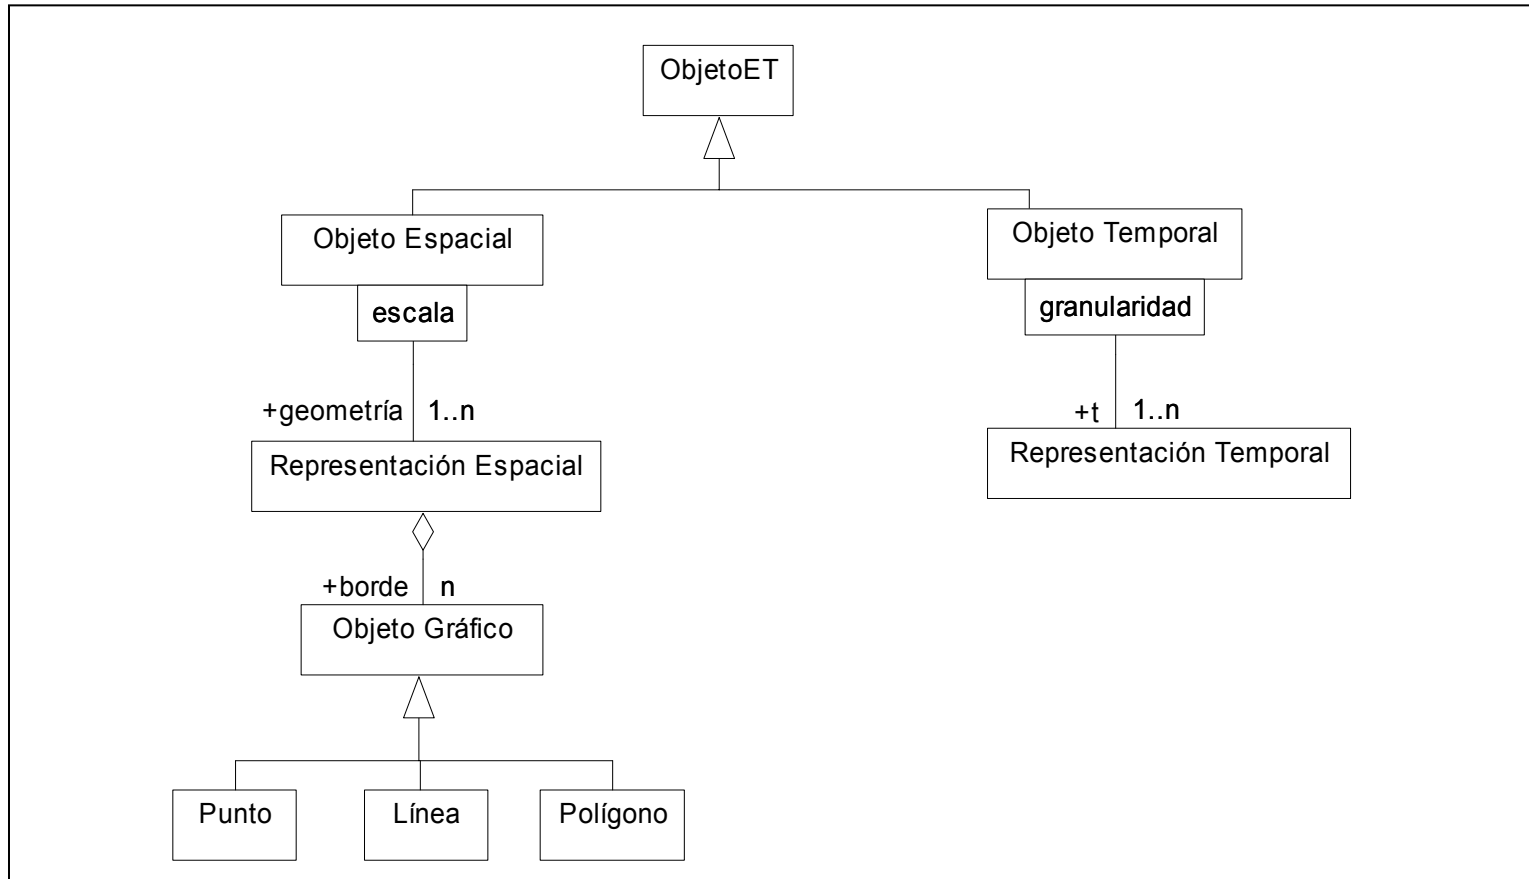 ObjetoET
Objeto Espacial
Objeto Temporal
escala
granularidad
+geometría 1..n
+t 1..n
Representación Espacial
Representación Temporal
+borde n
Objeto Gráfico
Punto
Línea
Polígono